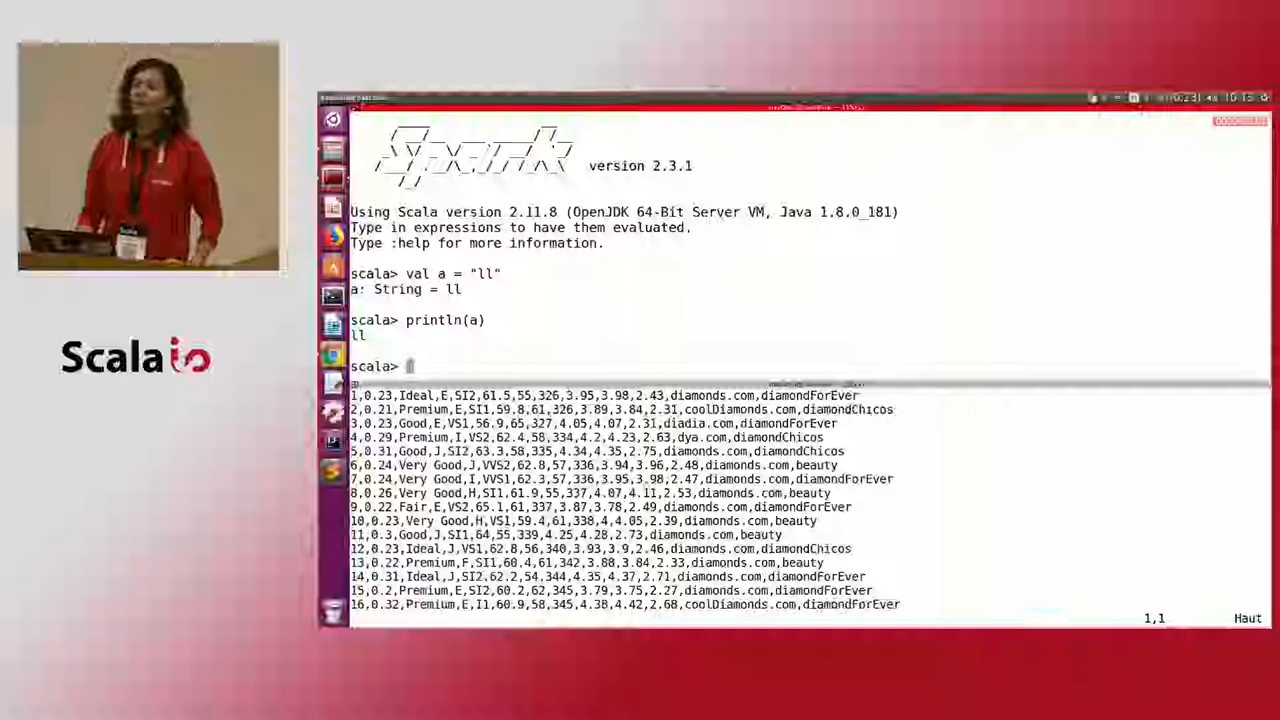 version 2.3.1
Using Scala version 2.11.8 (OpenJDK 64-Bit Server VM, Java 1.8.0_181)
Type in expressions to have them evaluated.
Type :help for more information.
scala> val a = "ll"
a: String = ll
scala> println(a)
ll
scala>
1,0.23,Ideal,E,SI2,61.5,55,326,3.95,3.98,2.43,diamonds.com,diamondForEver
2,0.21,Premium,E,SI1,59.8,61,326,3.89,3.84,2.31,coolDiamonds.com,diamondChicos
3,0.23,Good,E,VS1,56.9,65,327,4.05,4.07,2.31,diadia.com,diamondForEver
4,0.29,Premium,I,VS2,62.4,58,334,4.2,4.23,2.63,dya.com,diamondChicos
5,0.31,Good,J,SI2,63.3,58,335,4.34,4.35,2.75,diamonds.com,diamondChicos
6,0.24,Very Good,J,VVS2,62.8,57,336,3.94,3.96,2.48,diamonds.com,beauty
7,0.24,Very Good,I,VVS1,62.3,57,336,3.95,3.98,2.47,diamonds.com,diamondForEver
8,0.26,Very Good,H,SI1,61.9,55,337,4.07,4.11,2.53,diamonds.com,beauty
9,0.22,Fair,E,VS2,65.1,61,337,3.87,3.78,2.49,diamonds.com,diamondForEver
10,0.23,Very Good,H,VS1,59.4,61,338,4,4.05,2.39,diamonds.com,beauty
11,0.3,Good,J,SI1,64,55,339,4.25,4.28,2.73,diamonds.com,beauty
12,0.23,Ideal,J,VS1,62.8,56,340,3.93,3.9,2.46,diamonds.com,diamondChicos
13,0.22,Premium,F,SI1,60.4,61,342,3.88,3.84,2.33,diamonds.com,beauty
14,0.31,Ideal,J,SI2,62.2,54,344,4.35,4.37,2.71,diamonds.com,diamondForEver
15,0.2,Premium,E,SI2,60.2,62,345,3.79,3.75,2.27,diamonds.com,diamondForEver
16,0.32,Premium,E,I1,60.9,58,345,4.38,4.42,2.68,coolDiamonds.com,diamondForEver
1,1 Haut
Scala io